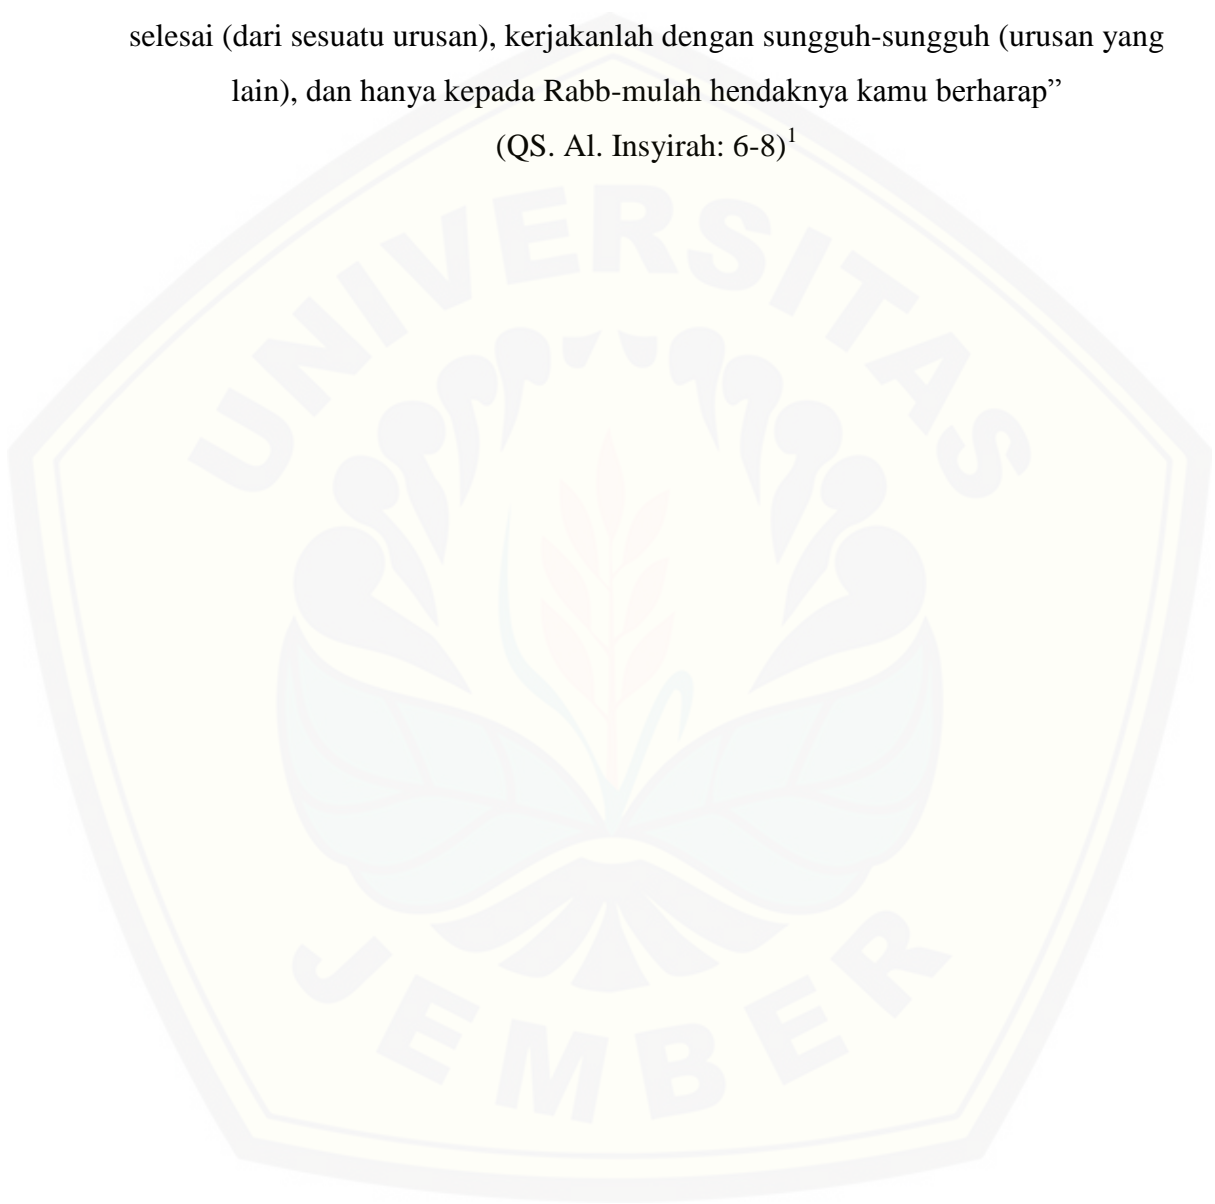 selesai (dari sesuatu urusan), kerjakanlah dengan sungguh-sungguh (urusan yang
lain), dan hanya kepada Rabb-mulah hendaknya kamu berharap”
(QS. Al. Insyirah: 6-8)¹
UNIVERSITAS
JEMBER